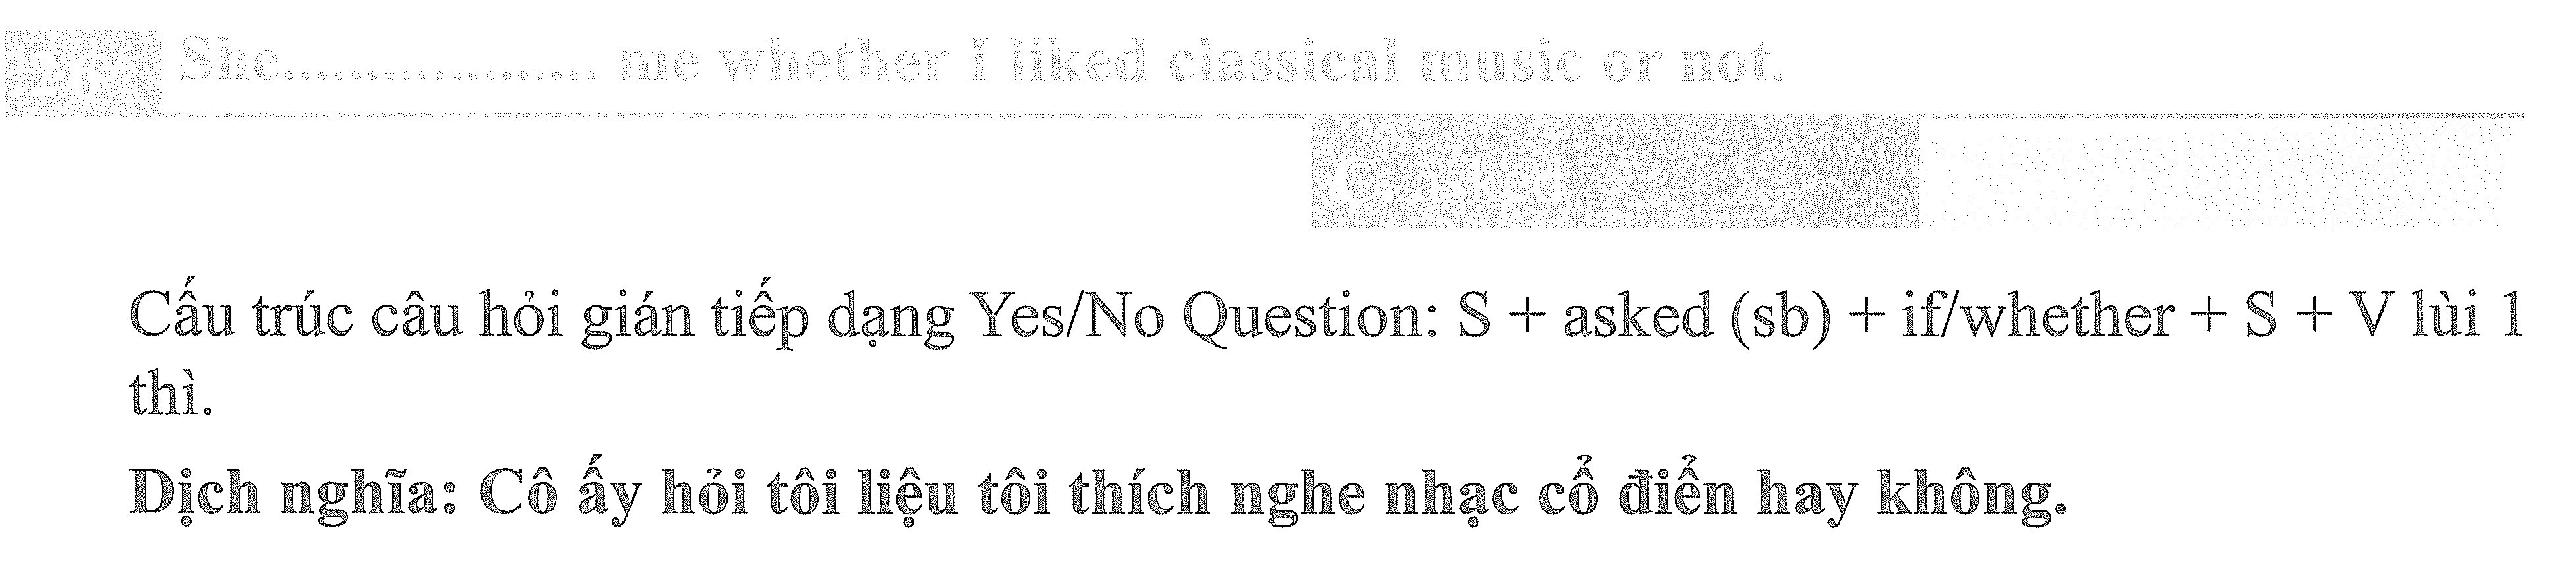 26 She................... me whether I liked classical music or not.
C. asked
Cấu trúc câu hỏi gián tiếp dạng Yes/No Question: S + asked (sb) + if/whether + S + V lùi 1
thì.
Dịch nghĩa: Cô ấy hỏi tôi liệu tôi thích nghe nhạc cổ điển hay không.